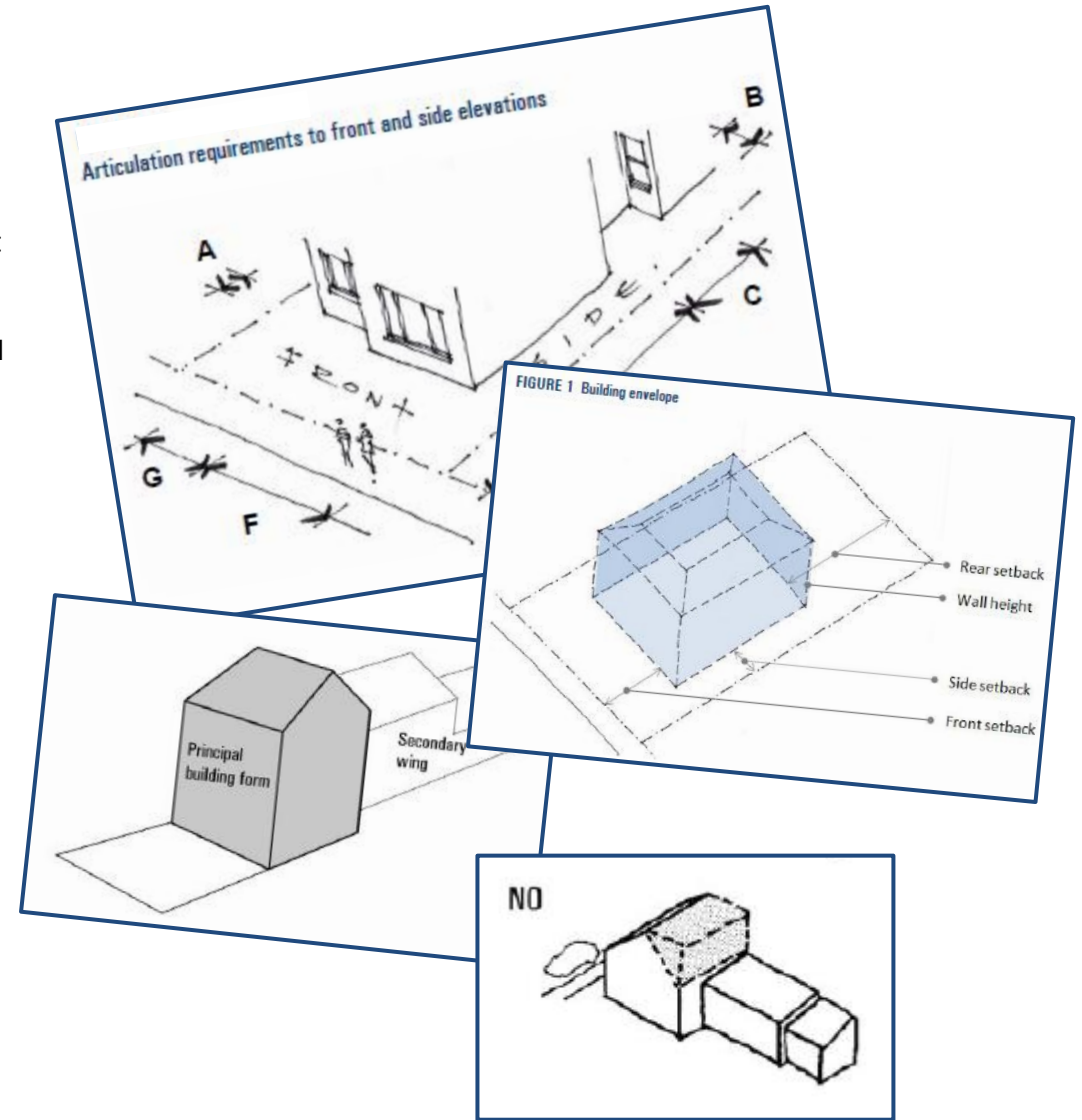 Articulation requirements to front and side elevations
A
B
C
FRONT
G
F
FIGURE 1 Building envelope
Rear setback
Wall height
Side setback
Front setback
Principal
building form
Secondary
wing
NO